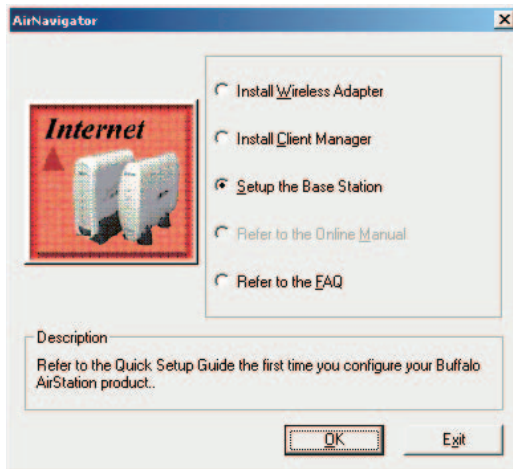 AirNavigator
Internet
Install Wireless Adapter
Install Client Manager
Setup the Base Station
Refer to the Online Manual
Refer to the FAQ
Description
Refer to the Quick Setup Guide the first time you configure your Buffalo
AirStation product..
OK
Exit